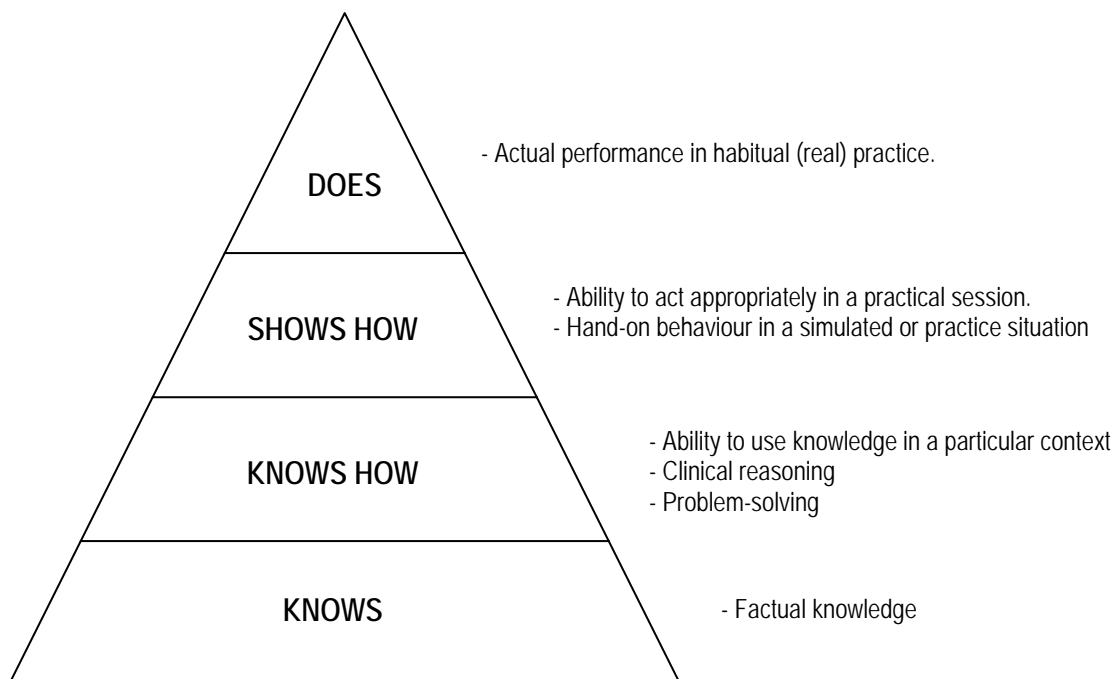 - Actual performance in habitual (real) practice.
DOES
- Ability to act appropriately in a practical session.
SHOWS HOW
- Hand-on behaviour in a simulated or practice situation
- Ability to use knowledge in a particular context
KNOWS HOW
- Clinical reasoning
- Problem-solving
KNOWS
- Factual knowledge